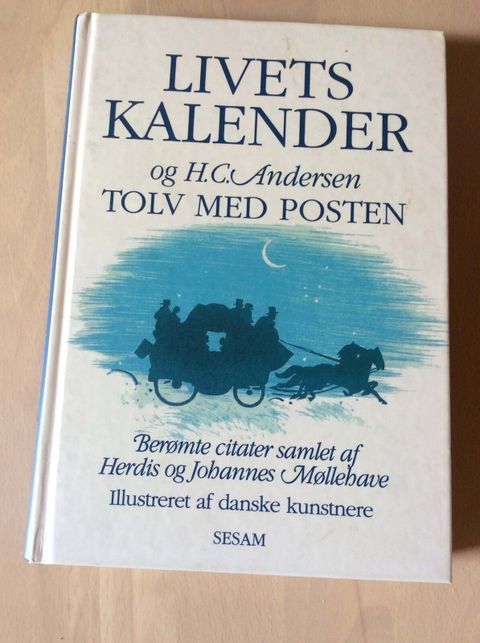 LIVETS
KALENDER
og H.C. Andersen
TOLV MED POSTEN
Berømte citater samlet af
Herdis og Johannes Møllehave
Illustreret af danske kunstnere
SESAM